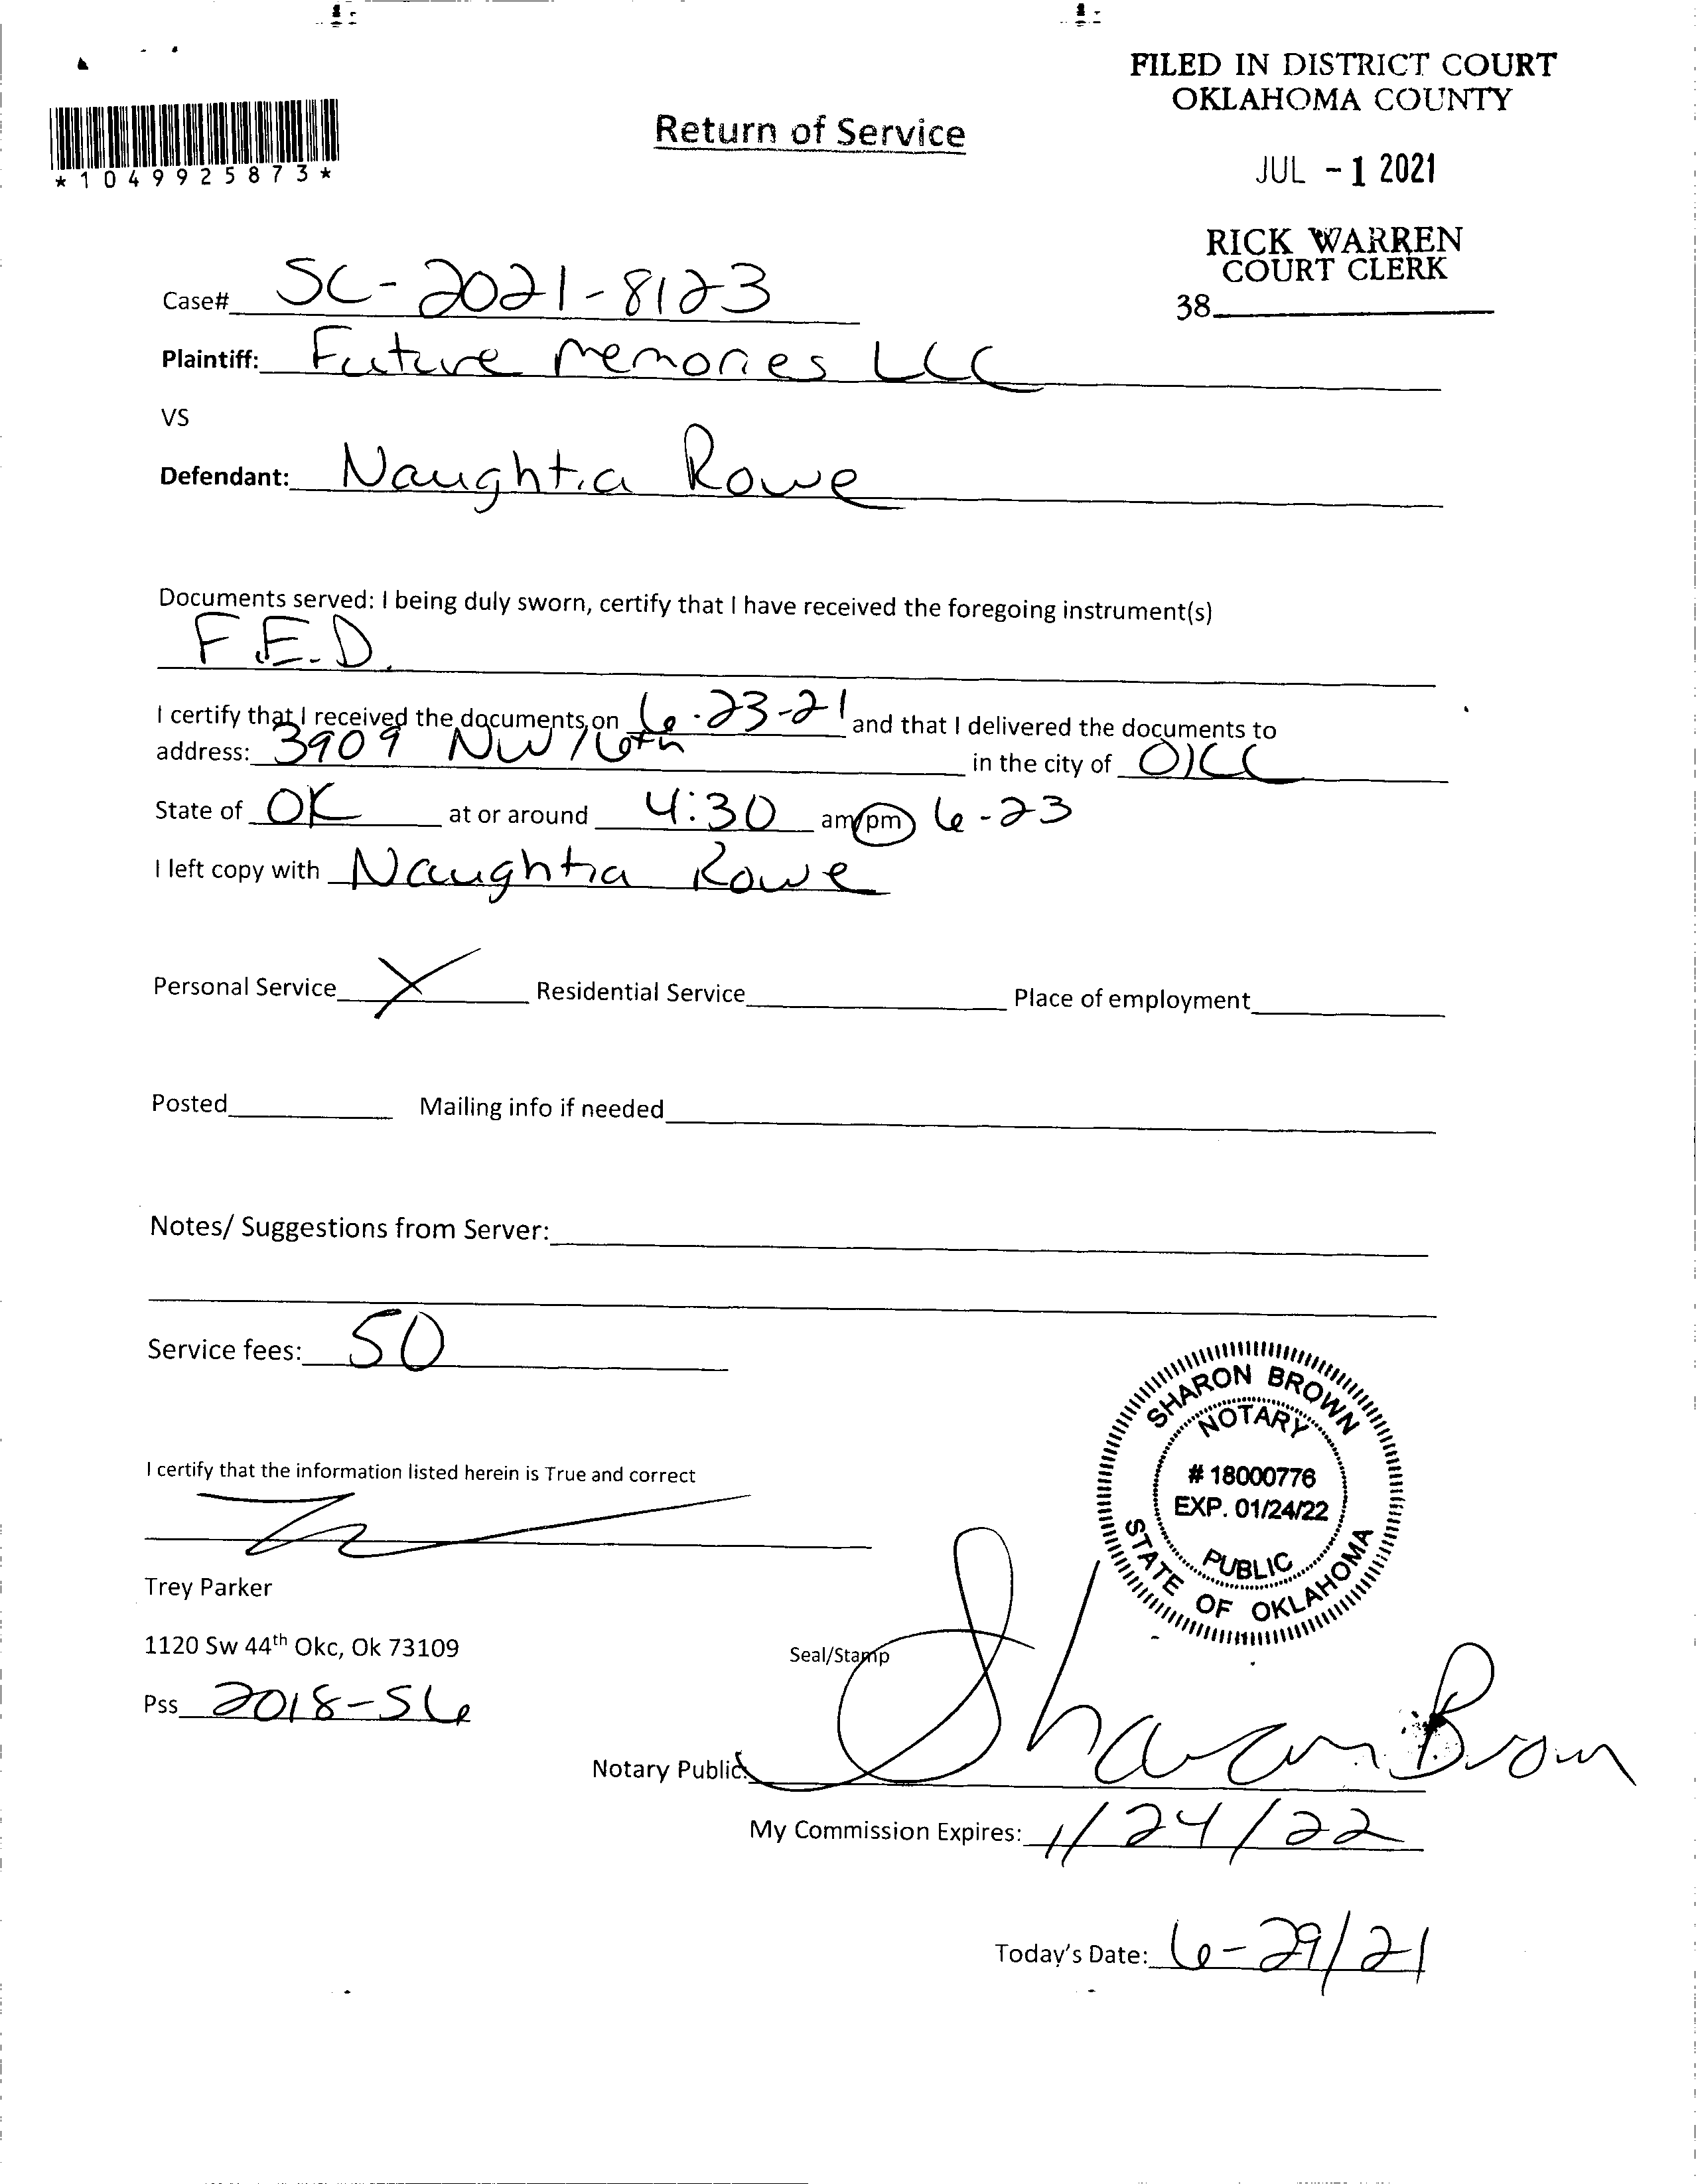 FILED IN DISTRICT COURT
OKLAHOMA COUNTY
Return of Service
*1049925873*
JUL -1 2021
RICK WARREN
COURT CLERK
38
Case# SC-2021-8123
Plaintiff: Future Memories LLC
VS
Defendant: Naughtia Rowe
Documents served: I being duly sworn, certify that I have received the foregoing instrument(s)
F.E.D.
I certify that I received the documents on 6-23-21 and that I delivered the documents to
address: 3909 NW 16th in the city of OKC
State of OK at or around 4:30 am/pm 6-23
I left copy with Naughtia Rowe
Personal Service X Residential Service Place of employment
Posted Mailing info if needed
Notes/ Suggestions from Server:
Service fees: 50
SHARON BROWN
NOTARY
# 18000776
EXP. 01/24/22
PUBLIC
STATE OF OKLAHOMA
I certify that the information listed herein is True and correct
Trey Parker
1120 Sw 44th Okc, Ok 73109
Seal/Stamp
Pss 2018-56
Notary Public: Sharon Brown
My Commission Expires: 1/24/22
Today's Date: 6-29/21